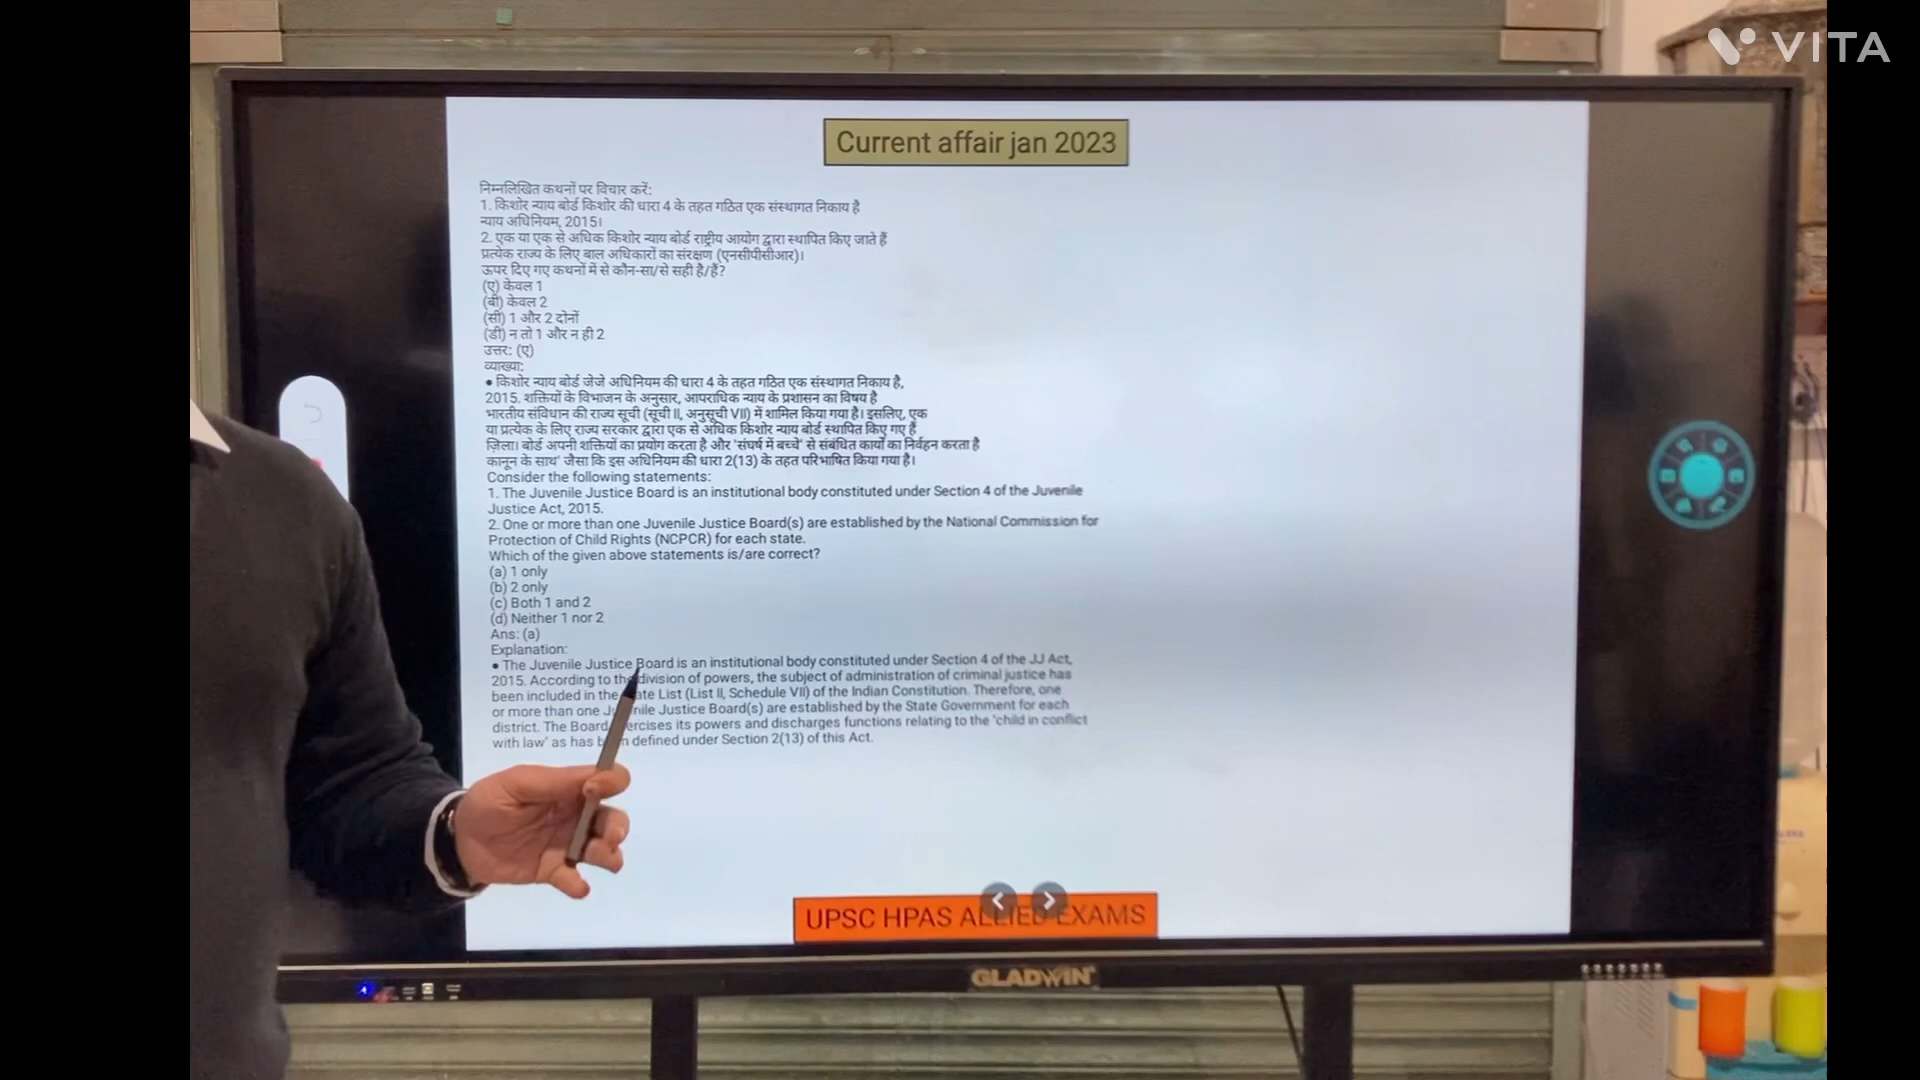 VITA
Current affair jan 2023
निम्नलिखित कथनों पर विचार करें:
1. किशोर न्याय बोर्ड किशोर की धारा 4 के तहत गठित एक संस्थागत निकाय है
न्याय अधिनियम, 2015।
2. एक या एक से अधिक किशोर न्याय बोर्ड राष्ट्रीय आयोग द्वारा स्थापित किए जाते हैं
प्रत्येक राज्य के लिए बाल अधिकारों का संरक्षण (एनसीपीसीआर)।
ऊपर दिए गए कथनों में से कौन-सा/से सही है/हैं?
(ए) केवल 1
(बी) केवल 2
(सी) 1 और 2 दोनों
(डी) न तो 1 और न ही 2
उत्तर: (ए)
व्याख्या:
• किशोर न्याय बोर्ड जेजे अधिनियम की धारा 4 के तहत गठित एक संस्थागत निकाय है,
2015. शक्तियों के विभाजन के अनुसार, आपराधिक न्याय के प्रशासन का विषय है
भारतीय संविधान की राज्य सूची (सूची II, अनुसूची VII) में शामिल किया गया है। इसलिए, एक
या प्रत्येक के लिए राज्य सरकार द्वारा एक से अधिक किशोर न्याय बोर्ड स्थापित किए गए हैं
ज़िला। बोर्ड अपनी शक्तियों का प्रयोग करता है और 'संघर्ष में बच्चे' से संबंधित कार्यों का निर्वहन करता है
कानून के साथ' जैसा कि इस अधिनियम की धारा 2(13) के तहत परिभाषित किया गया है।
Consider the following statements:
1. The Juvenile Justice Board is an institutional body constituted under Section 4 of the Juvenile
Justice Act, 2015.
2. One or more than one Juvenile Justice Board(s) are established by the National Commission for
Protection of Child Rights (NCPCR) for each state.
Which of the given above statements is/are correct?
(a) 1 only
(b) 2 only
(c) Both 1 and 2
(d) Neither 1 nor 2
Ans: (a)
Explanation:
• The Juvenile Justice Board is an institutional body constituted under Section 4 of the JJ Act,
2015. According to the division of powers, the subject of administration of criminal justice has
been included in the List (List II, Schedule VII) of the Indian Constitution. Therefore, one
or more than one Justice Board(s) are established by the State Government for each
district. The Board its powers and discharges functions relating to the 'child in conflict
with law' as has defined under Section 2(13) of this Act.
UPSC HPAS ALLIED EXAMS
GLADWIN